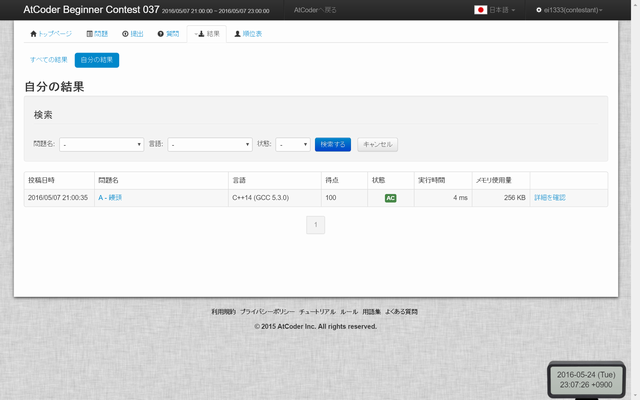 AtCoder Beginner Contest 037 2016/05/07 21:00:00 ~ 2016/05/07 23:00:00 AtCoderへ戻る 日本語 ei1333(contestant)
トップページ 問題 提出 質問 結果 順位表
すべての結果 自分の結果
自分の結果
検索
問題名: - 言語: - 状態: - 検索する キャンセル
投稿日時 問題名 言語 得点 状態 実行時間 メモリ使用量
2016/05/07 21:00:35 A - 饅頭 C++14 (GCC 5.3.0) 100 AC 4 ms 256 KB 詳細を確認
1
利用規約 プライバシーポリシー チュートリアル ルール 用語集 よくある質問
© 2015 AtCoder Inc. All rights reserved.
2016-05-24 (Tue)
23:07:26 +0900